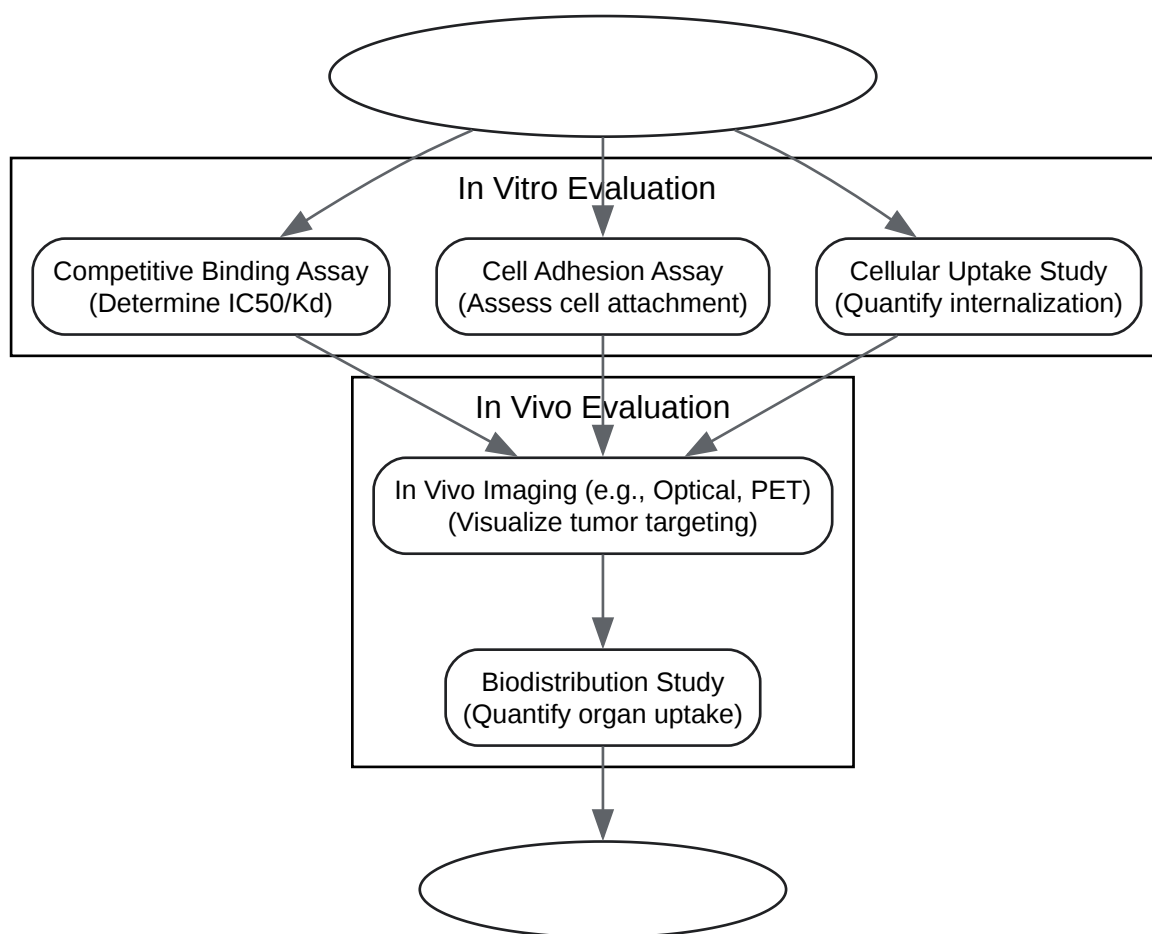 In Vitro Evaluation
Competitive Binding Assay
(Determine IC50/Kd)
Cell Adhesion Assay
(Assess cell attachment)
Cellular Uptake Study
(Quantify internalization)
In Vivo Evaluation
In Vivo Imaging (e.g., Optical, PET)
(Visualize tumor targeting)
Biodistribution Study
(Quantify organ uptake)